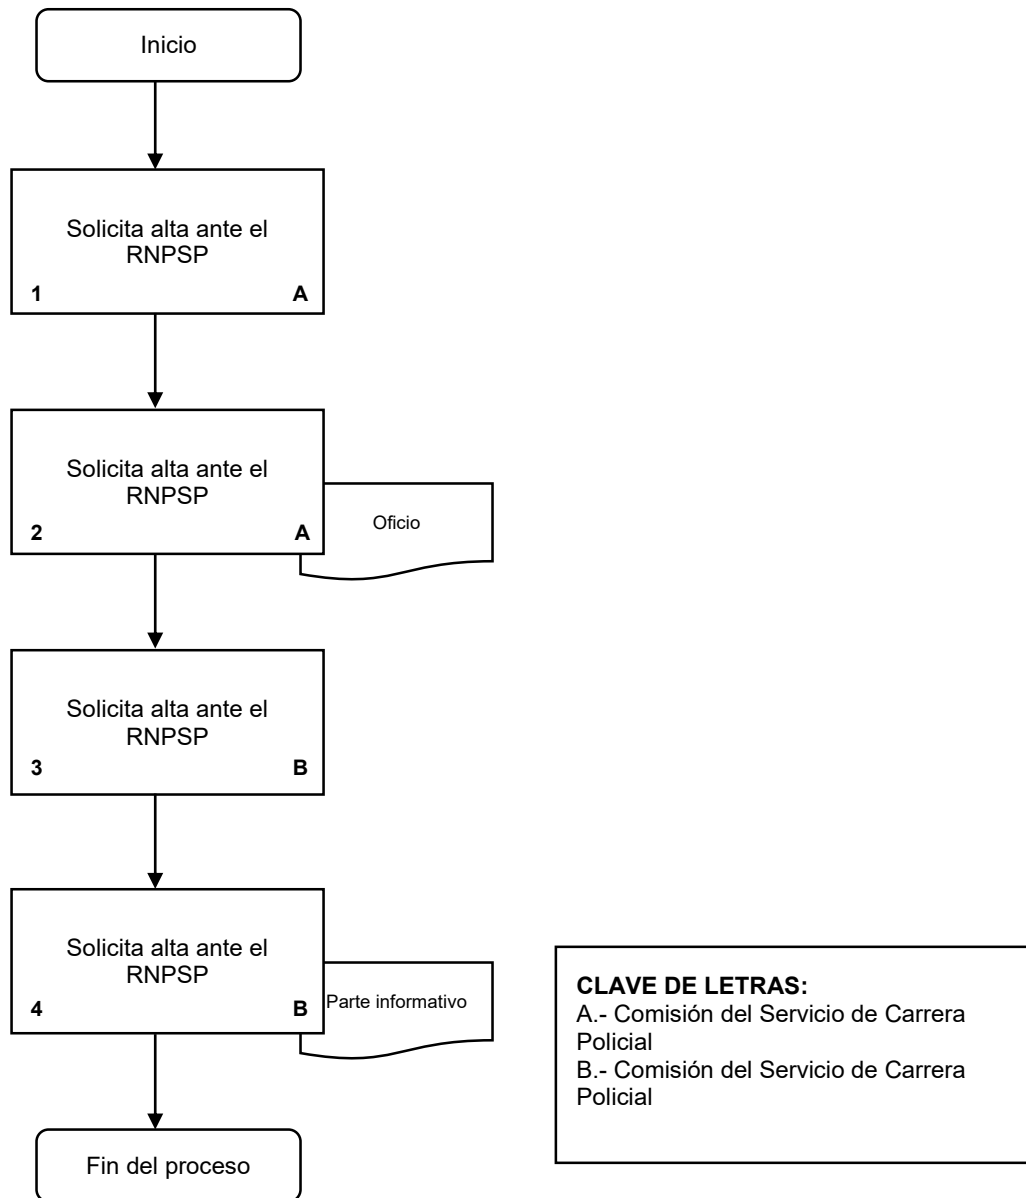 Inicio
Solicita alta ante el
RNPSP
1 A
Solicita alta ante el
RNPSP
2 A
Oficio
Solicita alta ante el
RNPSP
3 B
Solicita alta ante el
RNPSP
4 B
Parte informativo
Fin del proceso
CLAVE DE LETRAS:
A.- Comisión del Servicio de Carrera
Policial
B.- Comisión del Servicio de Carrera
Policial